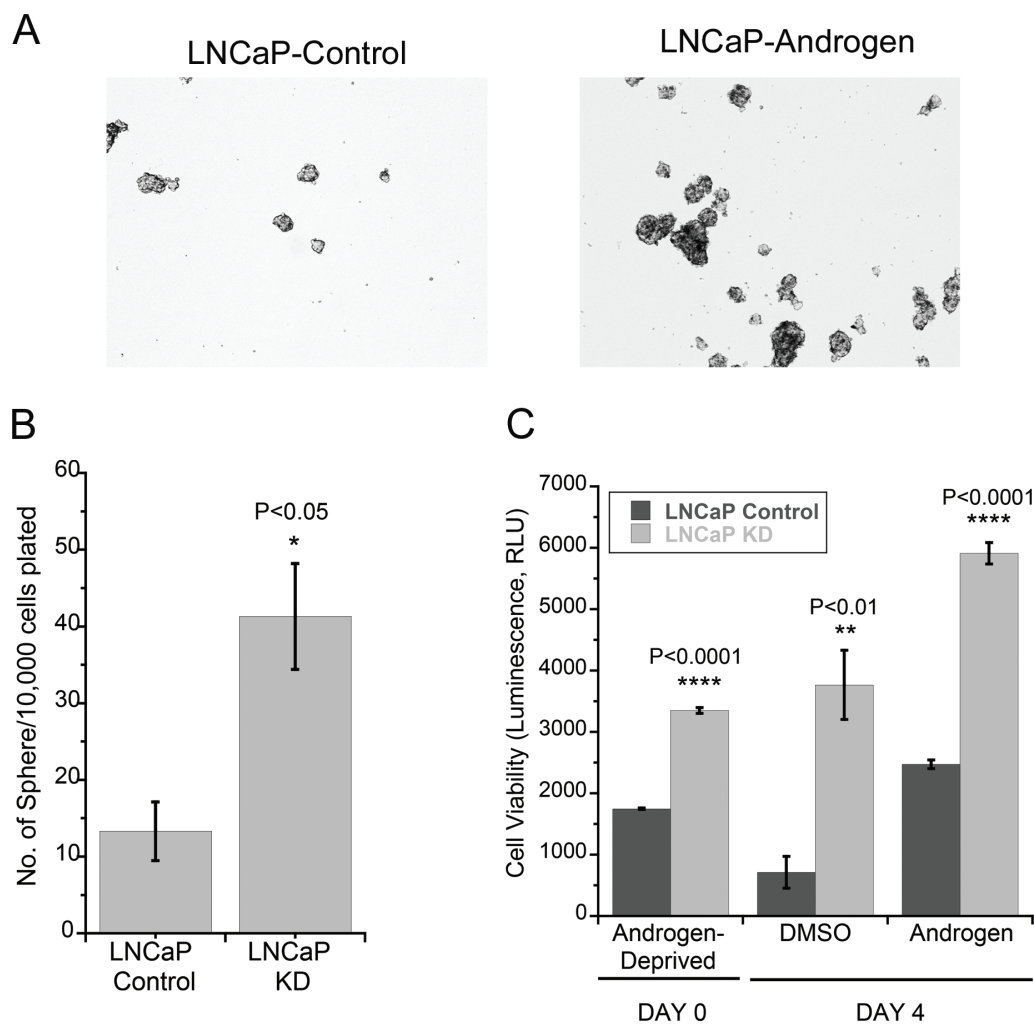 A
LNCaP-Control
LNCaP-Androgen
B
60
50
40
30
20
10
0
No. of Sphere/10,000 cells plated
P<0.05
*
LNCaP
Control
LNCaP
KD
C
7000
6000
5000
4000
3000
2000
1000
0
Cell Viability (Luminescence, RLU)
LNCaP Control
LNCaP KD
P<0.0001
****
P<0.01
**
P<0.0001
****
Androgen-
Deprived
DMSO
Androgen
DAY 0
DAY 4